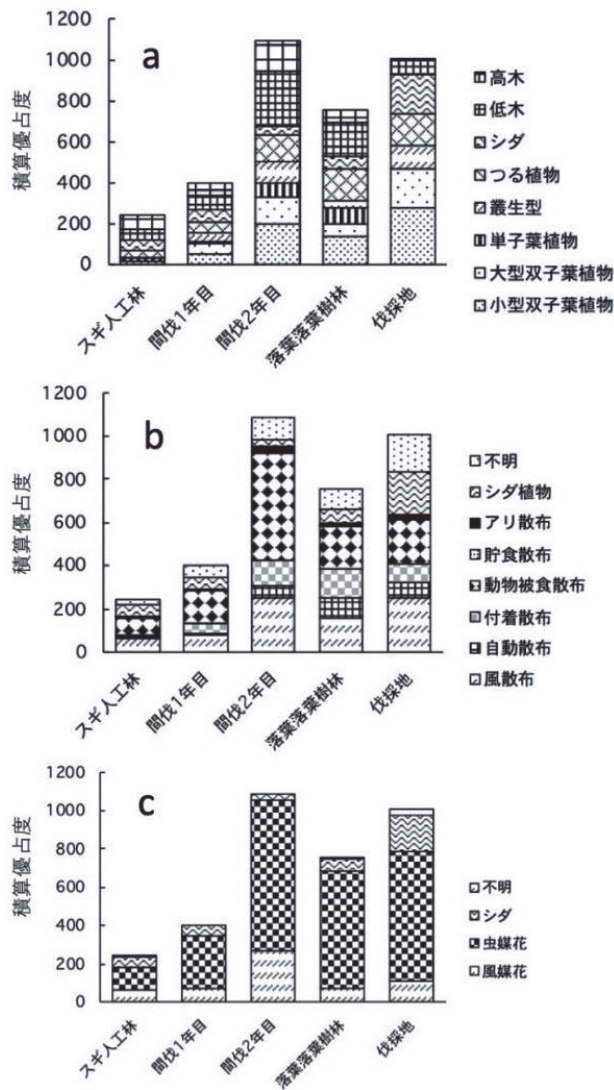 a
積算優占度
1200
1000
800
600
400
200
0
スギ人工林
間伐1年目
間伐2年目
落葉落葉樹林
伐採地
高木
低木
シダ
つる植物
叢生型
単子葉植物
大型双子葉植物
小型双子葉植物
b
積算優占度
1200
1000
800
600
400
200
0
スギ人工林
間伐1年目
間伐2年目
落葉落葉樹林
伐採地
不明
シダ植物
アリ散布
貯食散布
動物被食散布
付着散布
自動散布
風散布
c
積算優占度
1200
1000
800
600
400
200
0
スギ人工林
間伐1年目
間伐2年目
落葉落葉樹林
伐採地
不明
シダ
虫媒花
風媒花